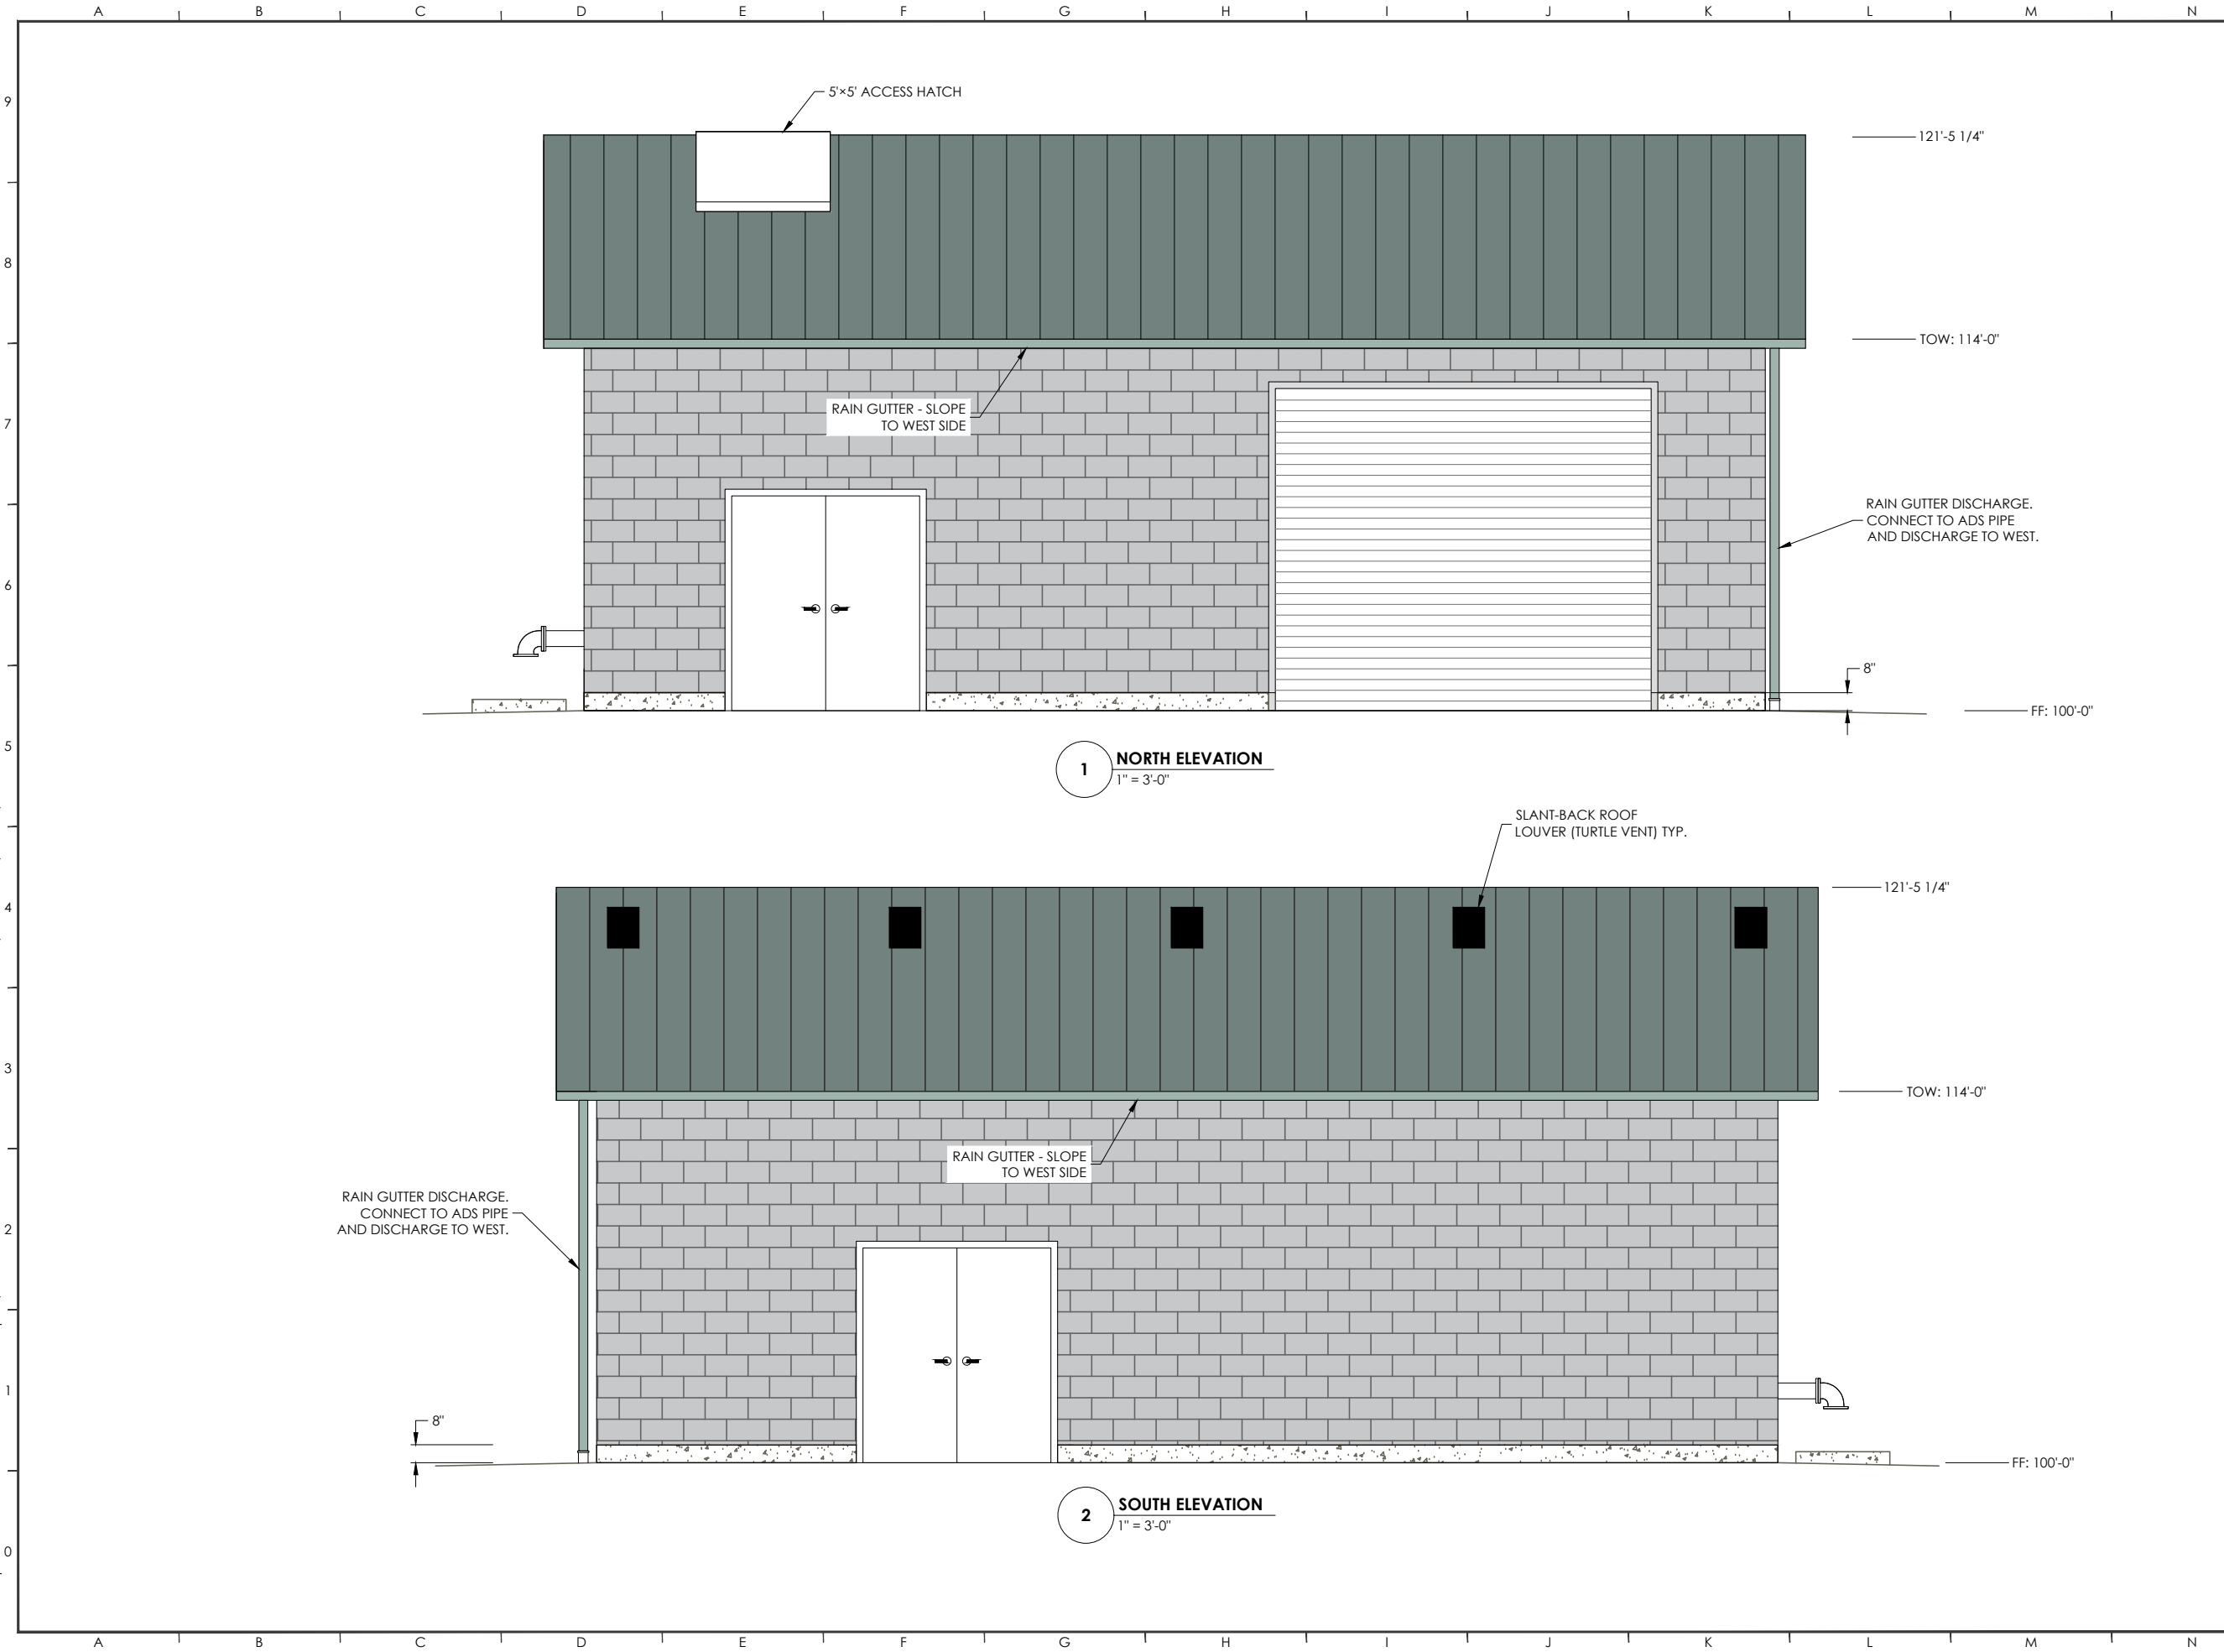 A B C D E F G H I J K L M N
9
5'×5' ACCESS HATCH
121'-5 1/4"
8
TOW: 114'-0"
RAIN GUTTER - SLOPE
TO WEST SIDE
7
RAIN GUTTER DISCHARGE.
CONNECT TO ADS PIPE
AND DISCHARGE TO WEST.
6
8"
FF: 100'-0"
5
1 NORTH ELEVATION
1" = 3'-0"
SLANT-BACK ROOF
LOUVER (TURTLE VENT) TYP.
121'-5 1/4"
4
3
TOW: 114'-0"
RAIN GUTTER - SLOPE
TO WEST SIDE
RAIN GUTTER DISCHARGE.
CONNECT TO ADS PIPE
AND DISCHARGE TO WEST.
2
1
8"
FF: 100'-0"
2 SOUTH ELEVATION
1" = 3'-0"
0
A B C D E F G H I J K L M N